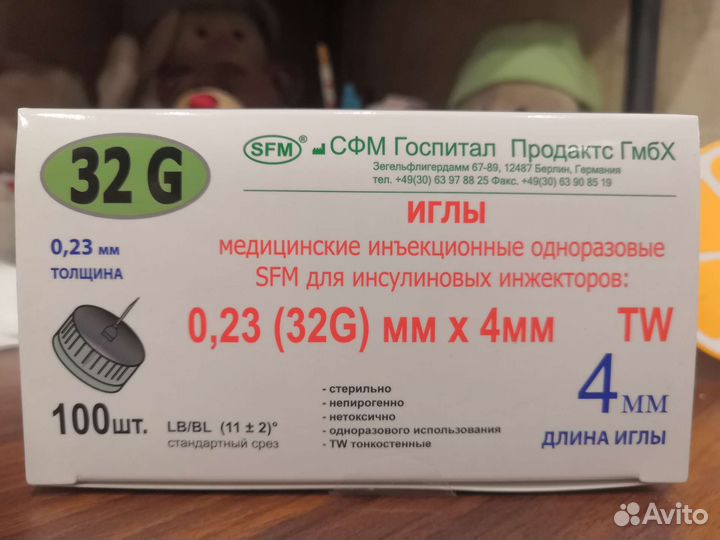 32 G
SFM® СФМ Госпитал Продактс ГмбХ
Зегельфлигердамм 67-89, 12487 Берлин, Германия
тел. +49(30) 63 97 88 25 Факс. +49(30) 63 90 85 19
ИГЛЫ
медицинские инъекционные одноразовые
SFM для инсулиновых инжекторов:
0,23 мм
ТОЛЩИНА
0,23 (32G) мм х 4мм TW
100шт.
LB/BL (11 ± 2)°
стандартный срез
- стерильно
- непирогенно
- нетоксично
- одноразового использования
- TW тонкостенные
4 мм
ДЛИНА ИГЛЫ
Avito